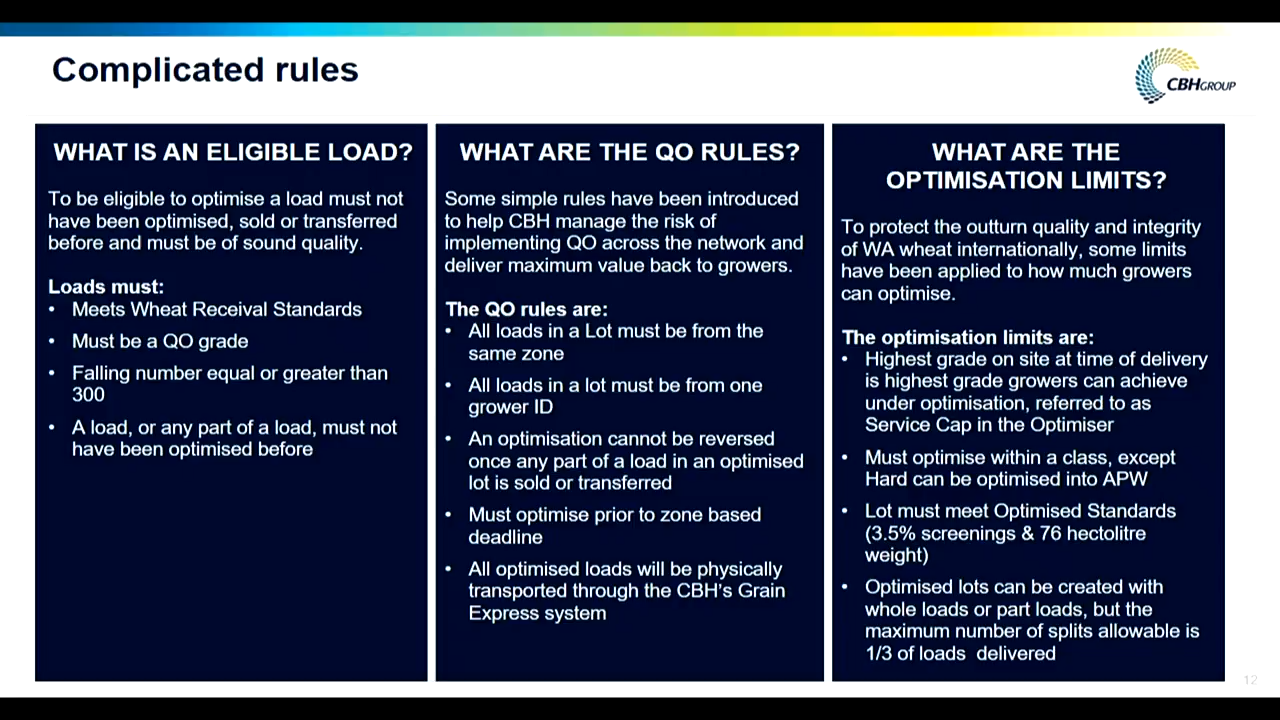 Complicated rules
CBHGROUP
WHAT IS AN ELIGIBLE LOAD?
To be eligible to optimise a load must not
have been optimised, sold or transferred
before and must be of sound quality.
Loads must:
• Meets Wheat Receival Standards
• Must be a QO grade
• Falling number equal or greater than
300
• A load, or any part of a load, must not
have been optimised before
WHAT ARE THE QO RULES?
Some simple rules have been introduced
to help CBH manage the risk of
implementing QO across the network and
deliver maximum value back to growers.
The QO rules are:
• All loads in a Lot must be from the
same zone
• All loads in a lot must be from one
grower ID
• An optimisation cannot be reversed
once any part of a load in an optimised
lot is sold or transferred
• Must optimise prior to zone based
deadline
• All optimised loads will be physically
transported through the CBH's Grain
Express system
WHAT ARE THE
OPTIMISATION LIMITS?
To protect the outturn quality and integrity
of WA wheat internationally, some limits
have been applied to how much growers
can optimise.
The optimisation limits are:
• Highest grade on site at time of delivery
is highest grade growers can achieve
under optimisation, referred to as
Service Cap in the Optimiser
• Must optimise within a class, except
Hard can be optimised into APW
• Lot must meet Optimised Standards
(3.5% screenings & 76 hectolitre
weight)
• Optimised lots can be created with
whole loads or part loads, but the
maximum number of splits allowable is
1/3 of loads delivered
12